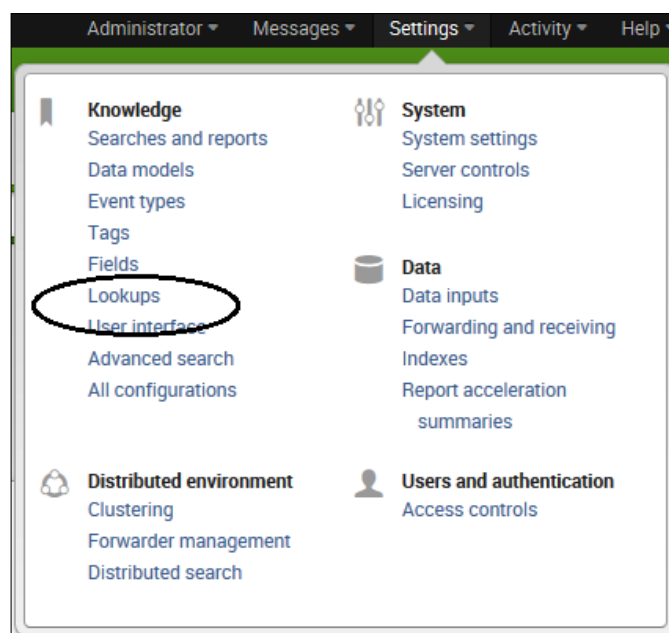 Administrator Messages Settings Activity Help
Knowledge
Searches and reports
Data models
Event types
Tags
Fields
Lookups
User interface
Advanced search
All configurations
System
System settings
Server controls
Licensing
Data
Data inputs
Forwarding and receiving
Indexes
Report acceleration
summaries
Distributed environment
Clustering
Forwarder management
Distributed search
Users and authentication
Access controls